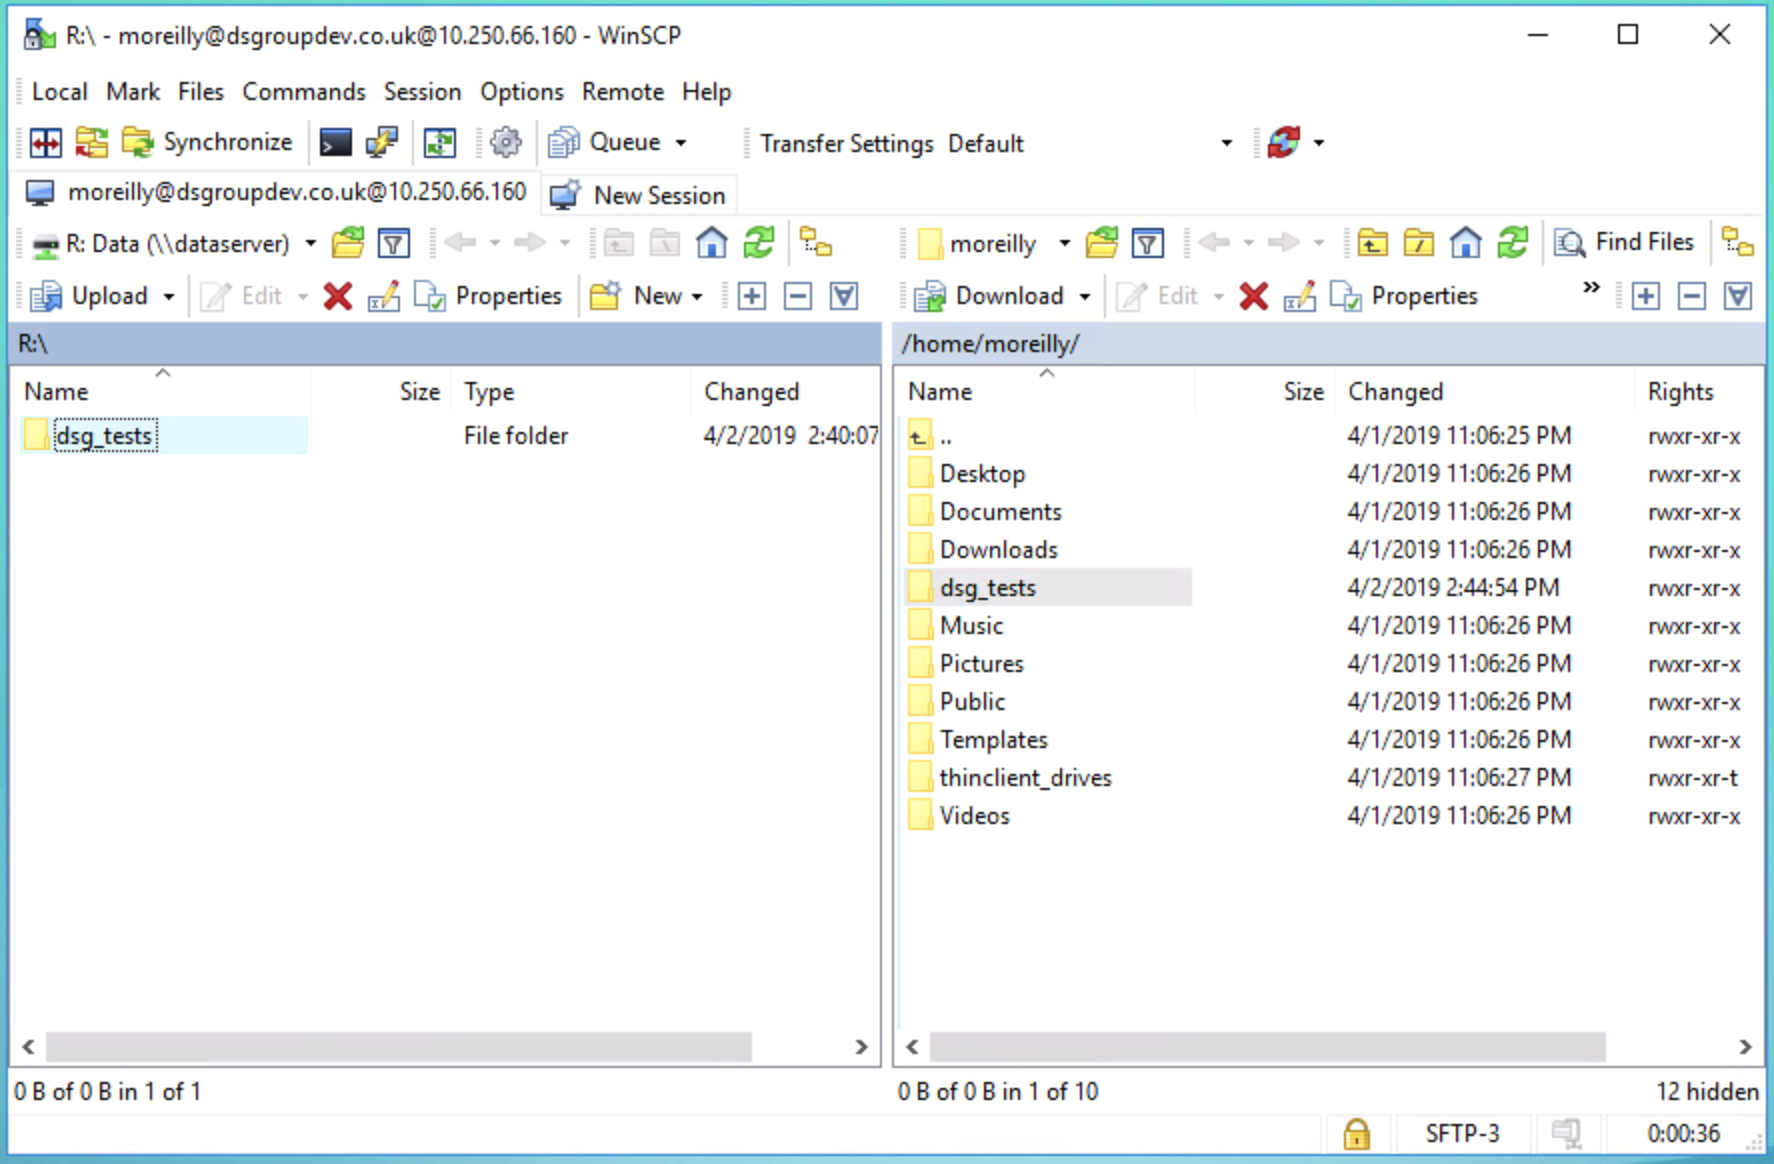 R:\ - moreilly@dsgroupdev.co.uk@10.250.66.160 - WinSCP
Local Mark Files Commands Session Options Remote Help
Synchronize Queue Transfer Settings Default
moreilly@dsgroupdev.co.uk@10.250.66.160 New Session
R: Data (\\dataserver) moreilly Find Files
Upload Edit Properties New Download Edit Properties »
R:\ /home/moreilly/
Name Size Type Changed Name Size Changed Rights
dsg_tests File folder 4/2/2019 2:40:07 .. 4/1/2019 11:06:25 PM rwxr-xr-x
Desktop 4/1/2019 11:06:26 PM rwxr-xr-x
Documents 4/1/2019 11:06:26 PM rwxr-xr-x
Downloads 4/1/2019 11:06:26 PM rwxr-xr-x
dsg_tests 4/2/2019 2:44:54 PM rwxr-xr-x
Music 4/1/2019 11:06:26 PM rwxr-xr-x
Pictures 4/1/2019 11:06:26 PM rwxr-xr-x
Public 4/1/2019 11:06:26 PM rwxr-xr-x
Templates 4/1/2019 11:06:26 PM rwxr-xr-x
thinclient_drives 4/1/2019 11:06:27 PM rwxr-xr-t
Videos 4/1/2019 11:06:26 PM rwxr-xr-x
0 B of 0 B in 1 of 1 0 B of 0 B in 1 of 10 12 hidden
SFTP-3 0:00:36